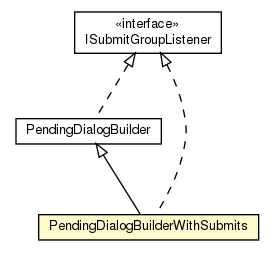 «interface»
ISubmitGroupListener
PendingDialogBuilder
PendingDialogBuilderWithSubmits